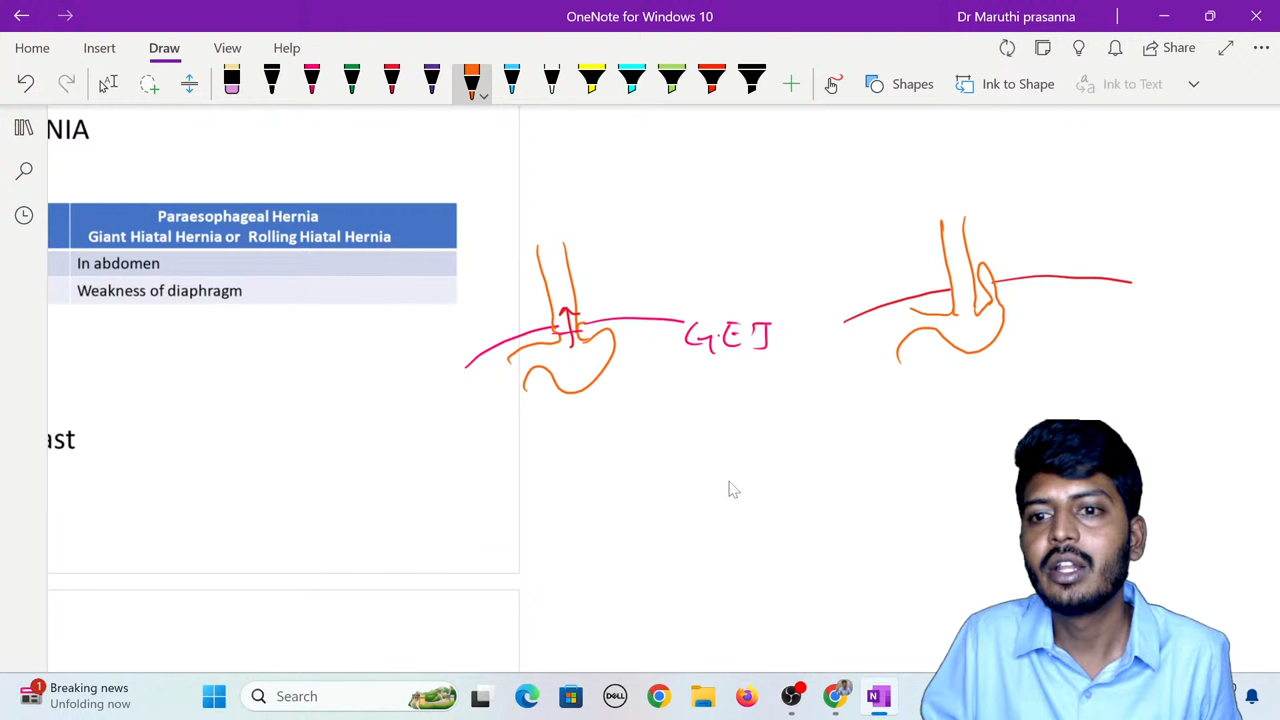 OneNote for Windows 10
Dr Maruthi prasanna
Home
Insert
Draw
View
Help
Share
Shapes
Ink to Shape
Ink to Text
NIA
Paraesophageal Hernia
Giant Hiatal Hernia or Rolling Hiatal Hernia
In abdomen
Weakness of diaphragm
G.E J
ast
1
Breaking news
Unfolding now
Search
DELL